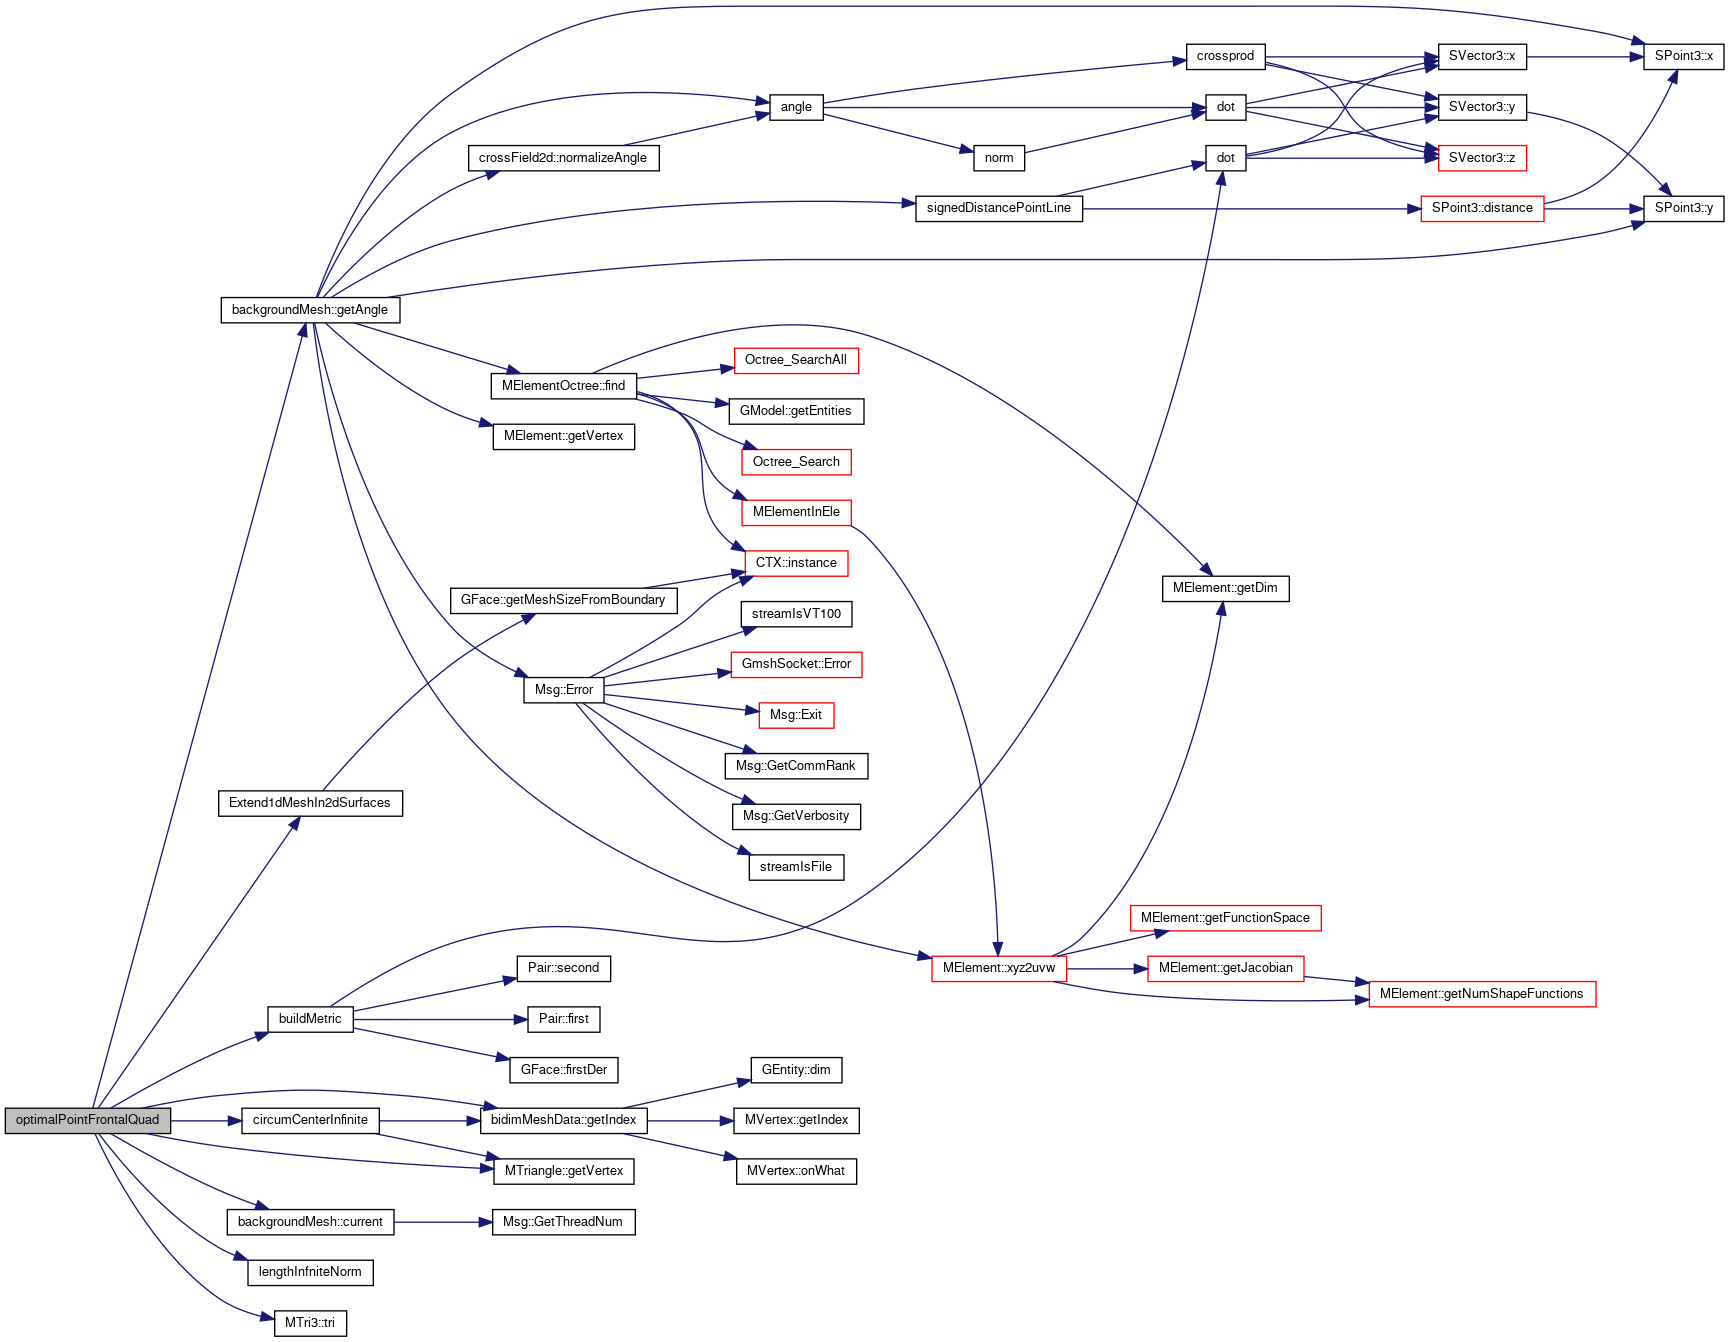 crossprod
SVector3::x
SPoint3::x
angle
dot
SVector3::y
crossField2d::normalizeAngle
norm
dot
SVector3::z
signedDistancePointLine
SPoint3::distance
SPoint3::y
backgroundMesh::getAngle
Octree_SearchAll
MElementOctree::find
GModel::getEntities
MElement::getVertex
Octree_Search
MElementInEle
CTX::instance
MElement::getDim
GFace::getMeshSizeFromBoundary
streamIsVT100
GmshSocket::Error
Msg::Error
Msg::Exit
Msg::GetCommRank
Extend1dMeshIn2dSurfaces
Msg::GetVerbosity
streamIsFile
MElement::getFunctionSpace
Pair::second
MElement::xyz2uvw
MElement::getJacobian
MElement::getNumShapeFunctions
buildMetric
Pair::first
GFace::firstDer
GEntity::dim
optimalPointFrontalQuad
circumCenterInfinite
bidimMeshData::getIndex
MVertex::getIndex
MTriangle::getVertex
MVertex::onWhat
backgroundMesh::current
Msg::GetThreadNum
lengthInfniteNorm
MTri3::tri